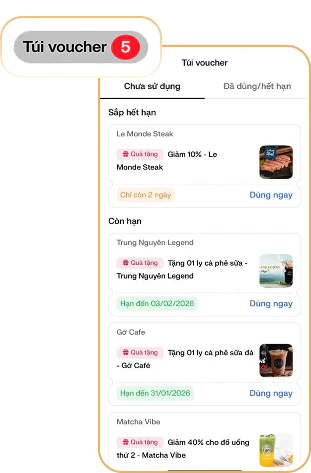 Túi voucher 5
Túi voucher
Chưa sử dụng
Đã dùng/hết hạn
Sắp hết hạn
Le Monde Steak
Quà tặng Giảm 10% - Le
Monde Steak
Chỉ còn 2 ngày
Dùng ngay
Còn hạn
Trung Nguyên Legend
Quà tặng Tặng 01 ly cà phê sữa -
Trung Nguyên Legend
Hạn đến 03/02/2026
Dùng ngay
Gờ Cafe
Quà tặng Tặng 01 ly cà phê sữa đá
- Gờ Café
Hạn đến 31/01/2026
Dùng ngay
Matcha Vibe
Quà tặng Giảm 40% cho đồ uống
thứ 2 - Matcha Vibe